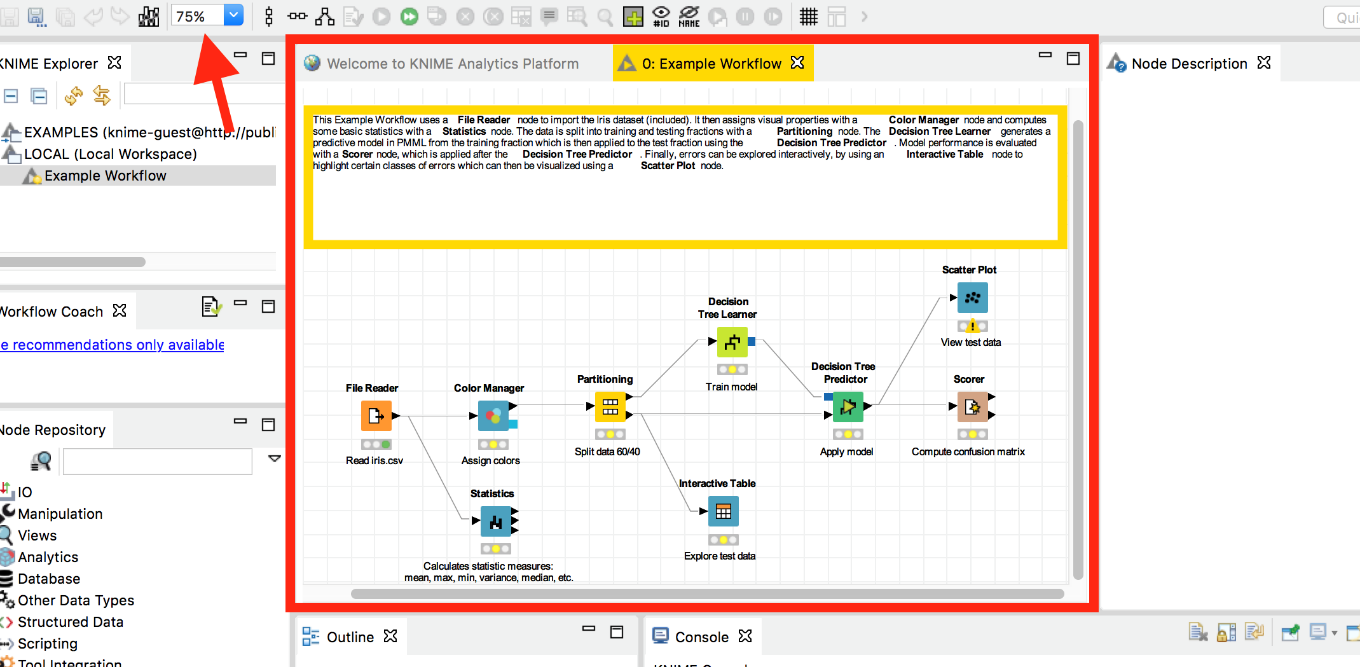 75%
#ID
NAME
Qui
KNIME Explorer
EXAMPLES (knime-guest@http://publi
LOCAL (Local Workspace)
Example Workflow
Workflow Coach
e recommendations only available
Node Repository
IO
Manipulation
Views
Analytics
Database
Other Data Types
Structured Data
Scripting
Tool Integration
Welcome to KNIME Analytics Platform
0: Example Workflow
This Example Workflow uses a File Reader node to import the Iris dataset (included). It then assigns visual properties with a Color Manager node and computes
some basic statistics with a Statistics node. The data is split into training and testing fractions with a Partitioning node. The Decision Tree Learner generates a
predictive model in PMML from the training fraction which is then applied to the test fraction using the Decision Tree Predictor . Model performance is evaluated
with a Scorer node, which is applied after the Decision Tree Predictor . Finally, errors can be explored interactively, by using an Interactive Table node to
highlight certain classes of errors which can then be visualized using a Scatter Plot node.
File Reader
Read iris.csv
Color Manager
Assign colors
Statistics
Calculates statistic measures:
mean, max, min, variance, median, etc.
Partitioning
Split data 60/40
Decision
Tree Learner
Train model
Interactive Table
Explore test data
Decision Tree
Predictor
Apply model
Scatter Plot
View test data
Scorer
Compute confusion matrix
Node Description
Outline
Console